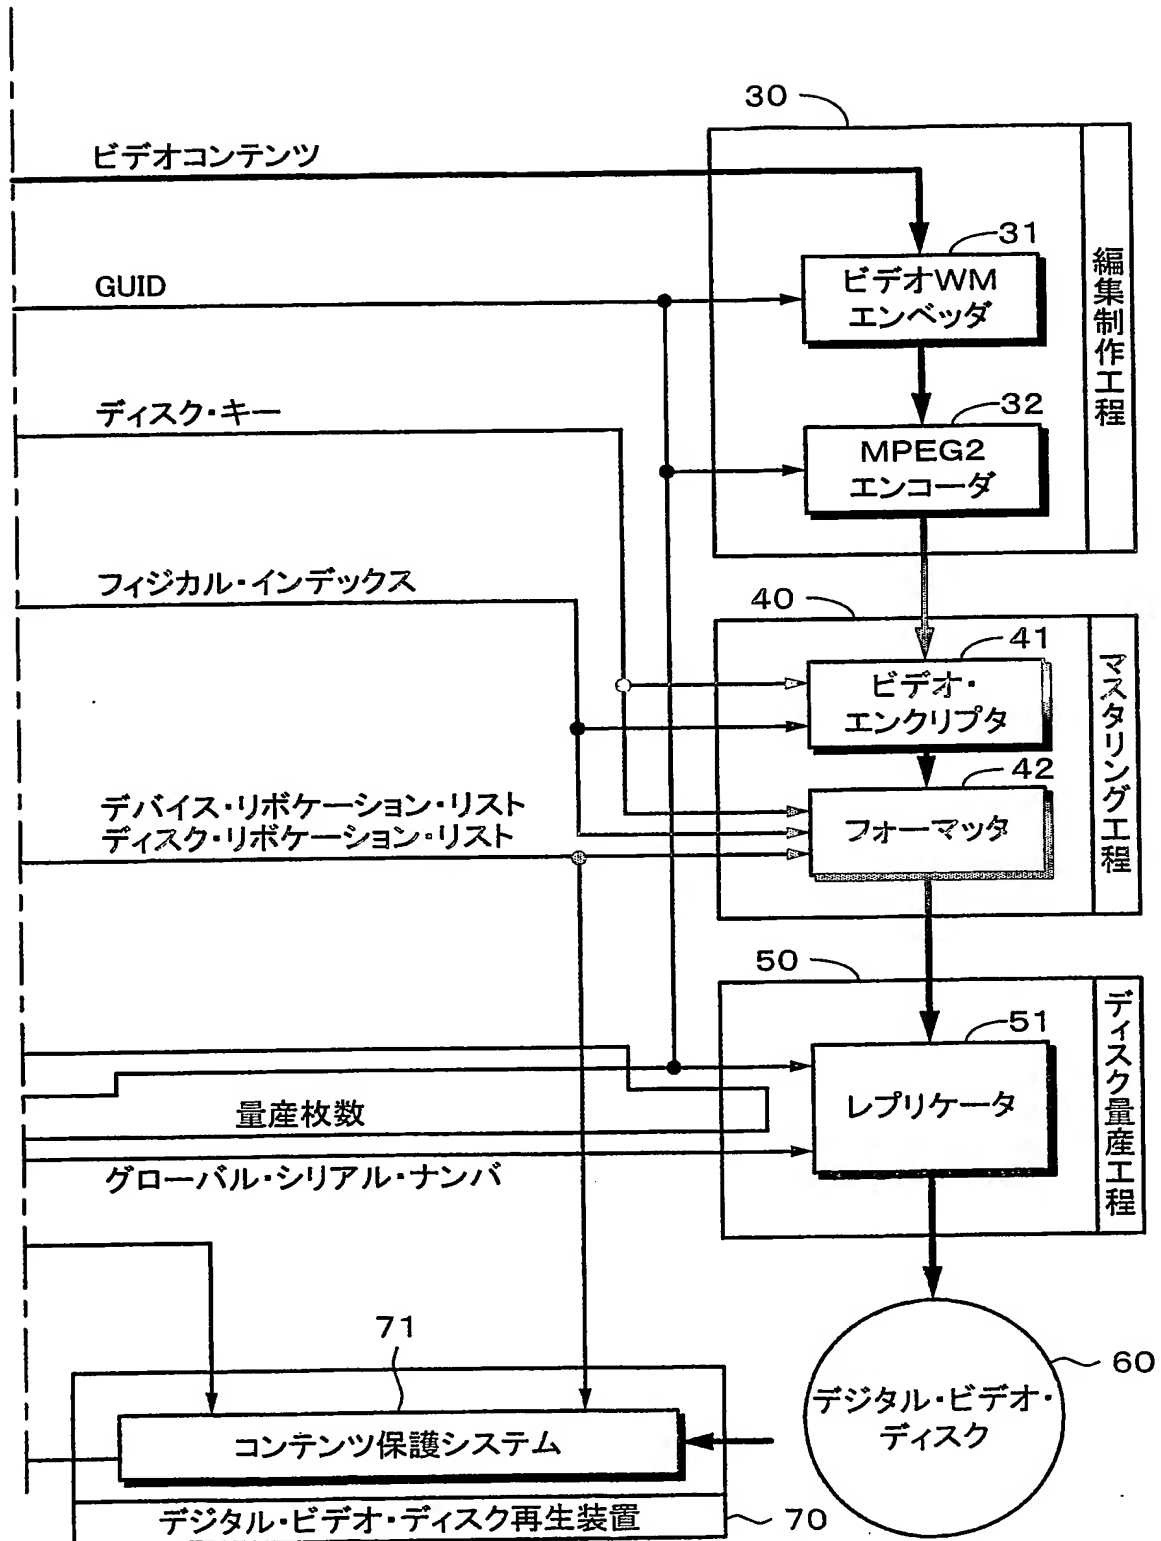 30
ビデオコンテンツ
31
ビデオWM
エンベッダ
GUID
編集制作工程
ディスク・キー
32
MPEG2
エンコーダ
フィジカル・インデックス
40
41
ビデオ・
エンクリプタ
マスタリング工程
42
デバイス・リボケーション・リスト
ディスク・リボケーション・リスト
フォーマッタ
50
51
レプリケータ
ディスク量産工程
量産枚数
グローバル・シリアル・ナンバ
71
60
デジタル・ビデオ・
ディスク
コンテンツ保護システム
デジタル・ビデオ・ディスク再生装置
70